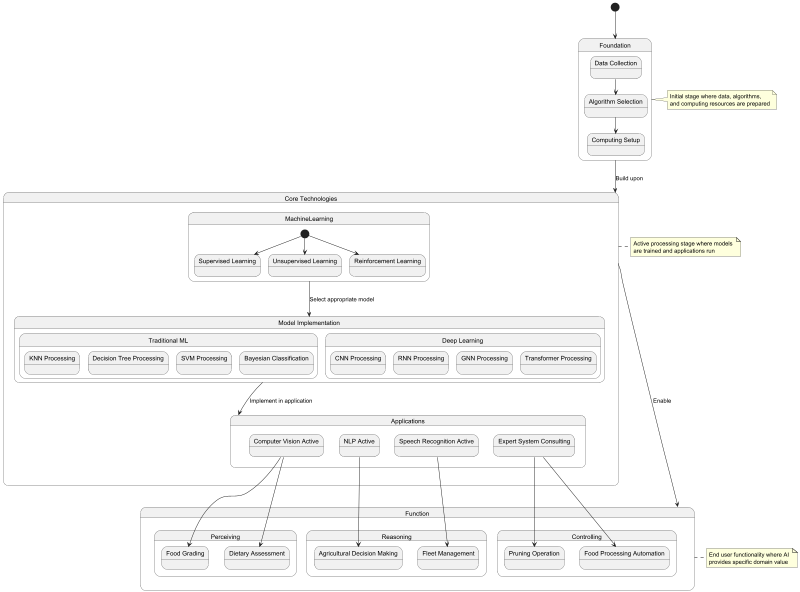 Foundation
Data Collection
Algorithm Selection
Initial stage where data, algorithms,
and computing resources are prepared
Computing Setup
Build upon
Core Technologies
MachineLearning
Supervised Learning
Unsupervised Learning
Reinforcement Learning
Active processing stage where models
are trained and applications run
Select appropriate model
Model Implementation
Traditional ML
Deep Learning
KNN Processing
Decision Tree Processing
SVM Processing
Bayesian Classification
CNN Processing
RNN Processing
GNN Processing
Transformer Processing
Implement in application
Enable
Applications
Computer Vision Active
NLP Active
Speech Recognition Active
Expert System Consulting
Function
Perceiving
Reasoning
Controlling
Food Grading
Dietary Assessment
Agricultural Decision Making
Fleet Management
Pruning Operation
Food Processing Automation
End user functionality where AI
provides specific domain value